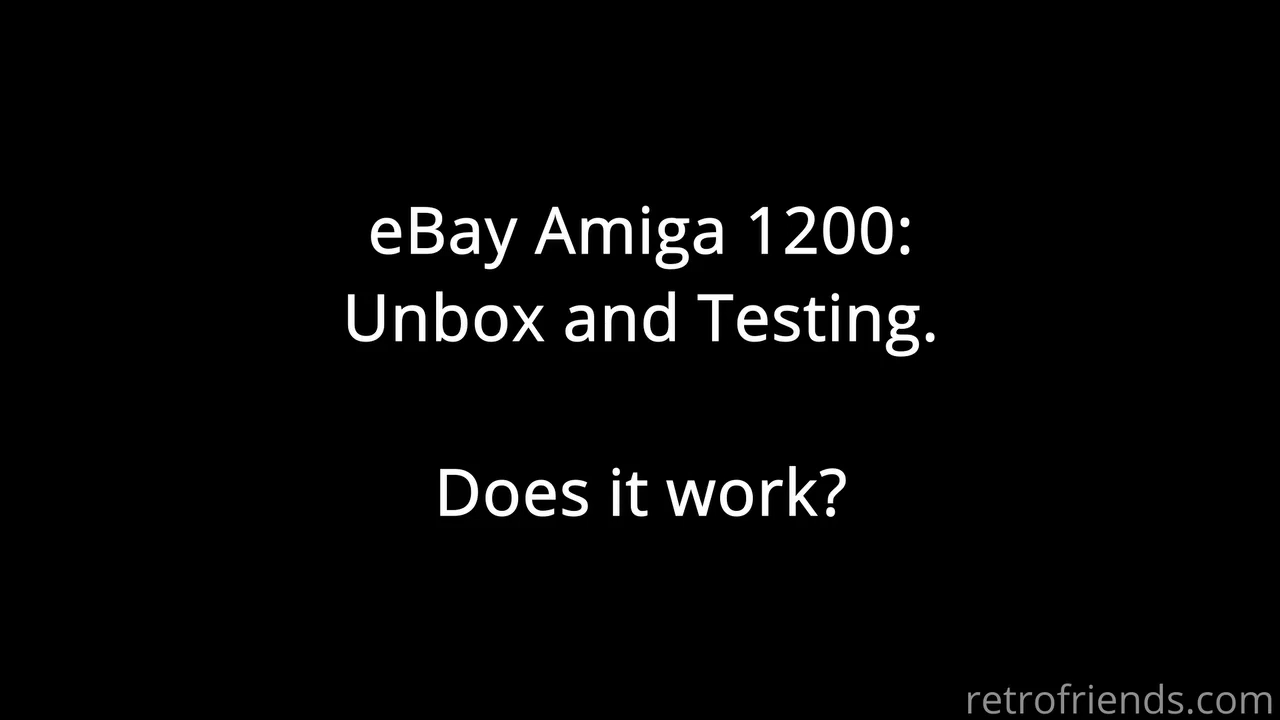 eBay Amiga 1200:
Unbox and Testing.
Does it work?
retrofriends.com